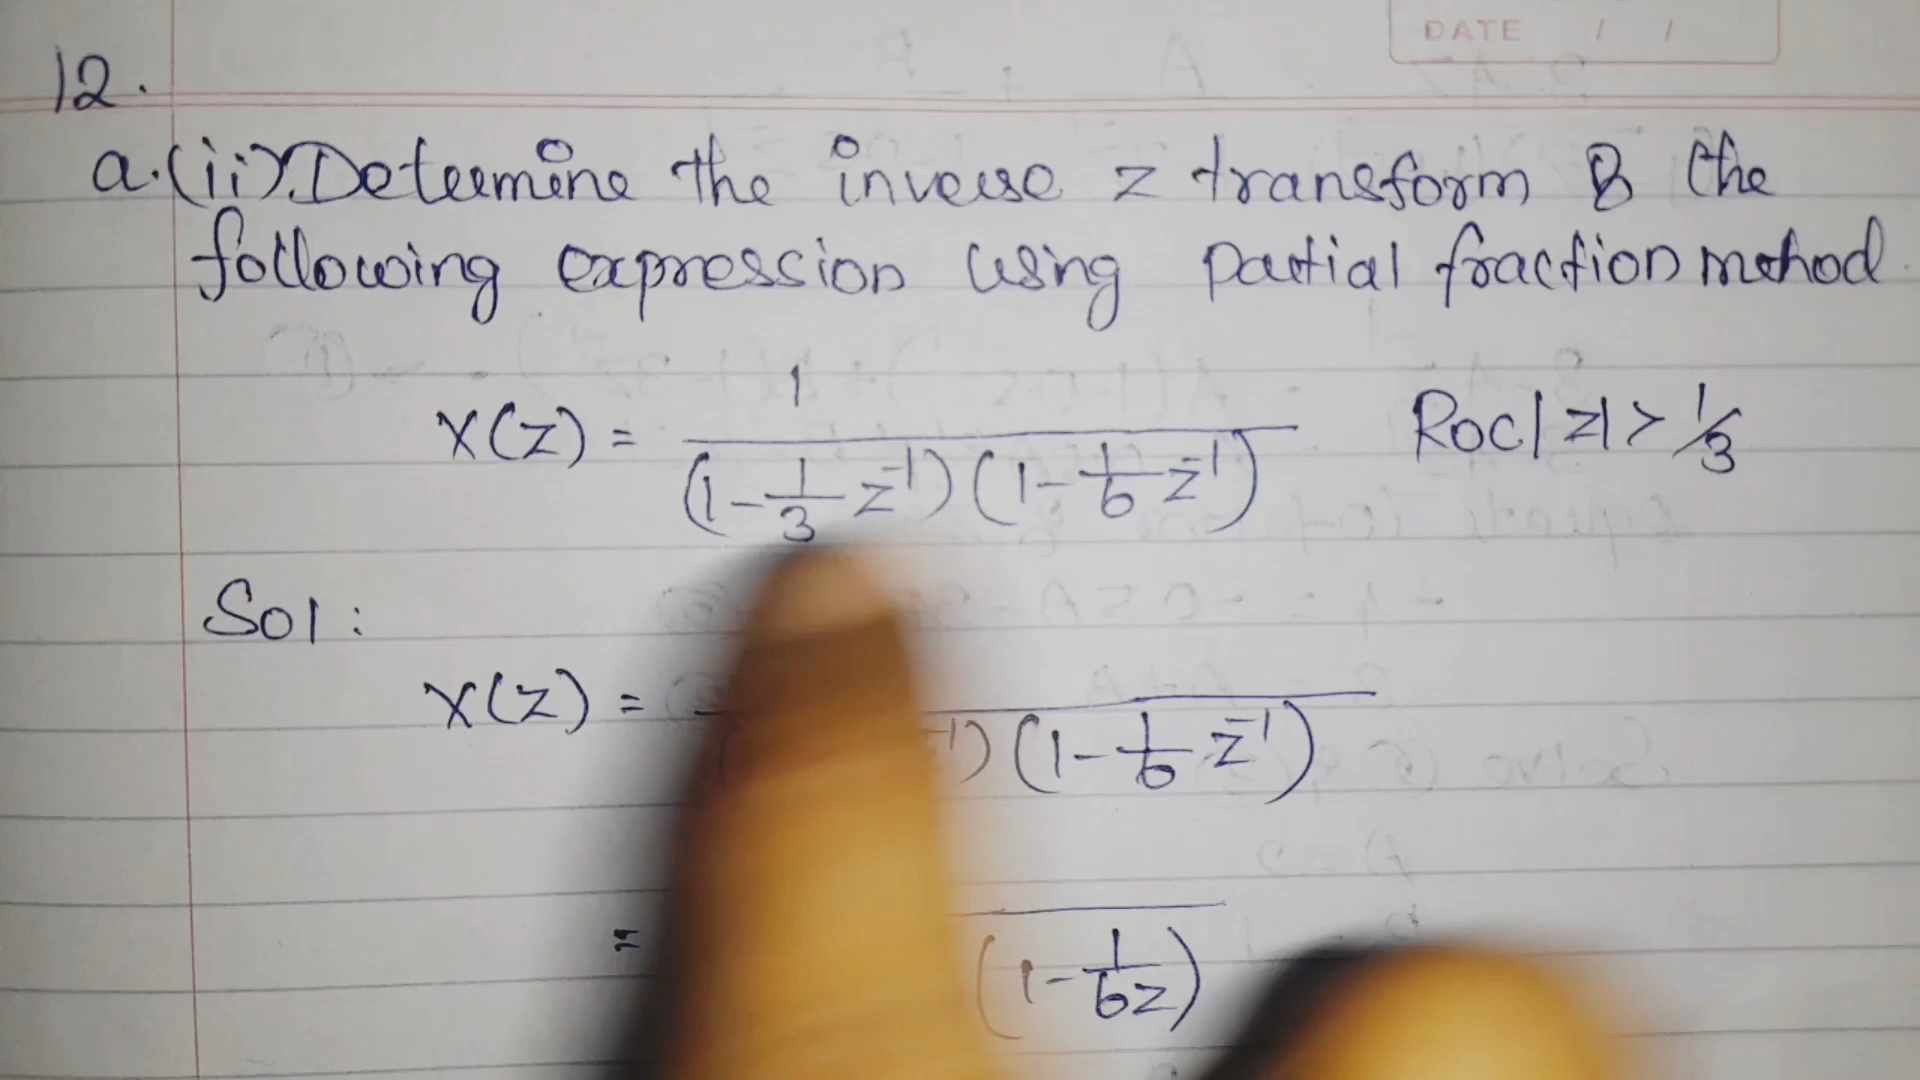 DATE / /
12.
a.(ii). Determine the inverse z transform of the
following expression using partial fraction method.
1
X(z) = (1-1/3 z^-1)(1-1/6 z^-1) ROC |z| > 1/3
Sol:
X(z) =
(1-1/6 z^-1)
=
(1-1/6z)